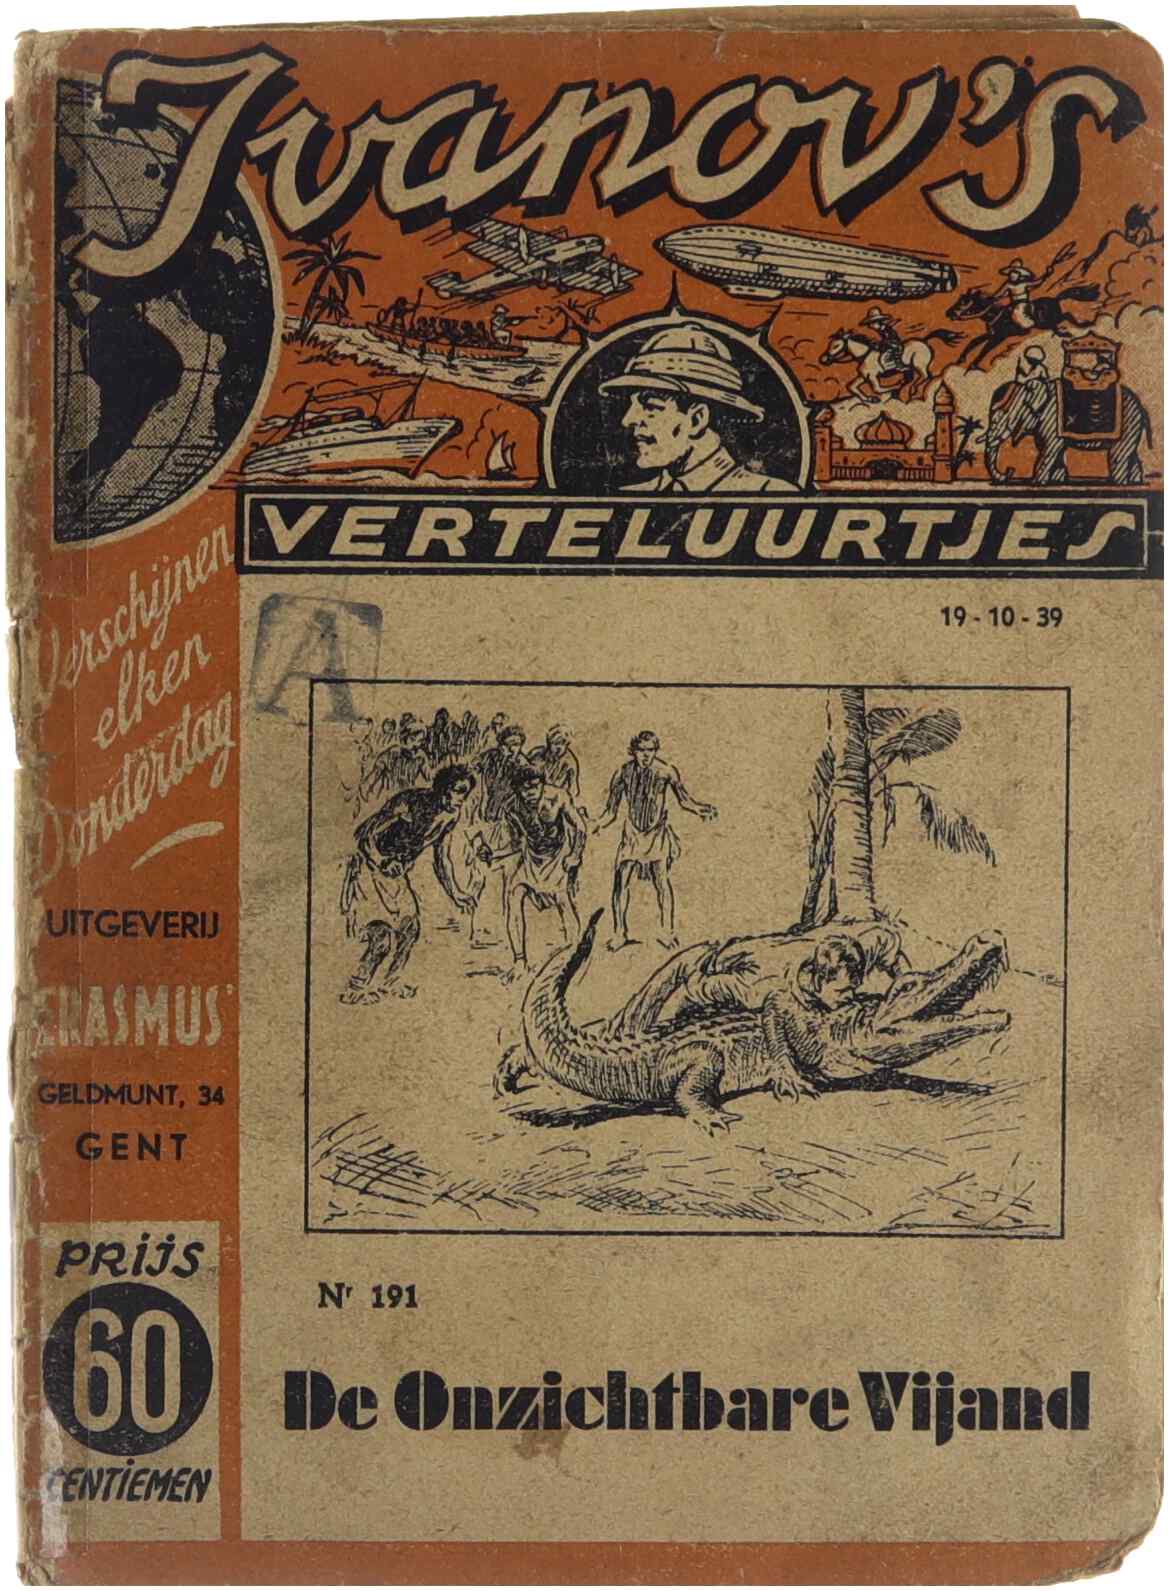 Ivanov's
VERTELUURTJES
Verschijnen
elken
Donderdag
UITGEVERIJ
'ERASMUS'
GELDMUNT, 34
GENT
PRIJS
60
CENTIEMEN
A
19 - 10 - 39
Nr 191
De Onzichtbare Vijand